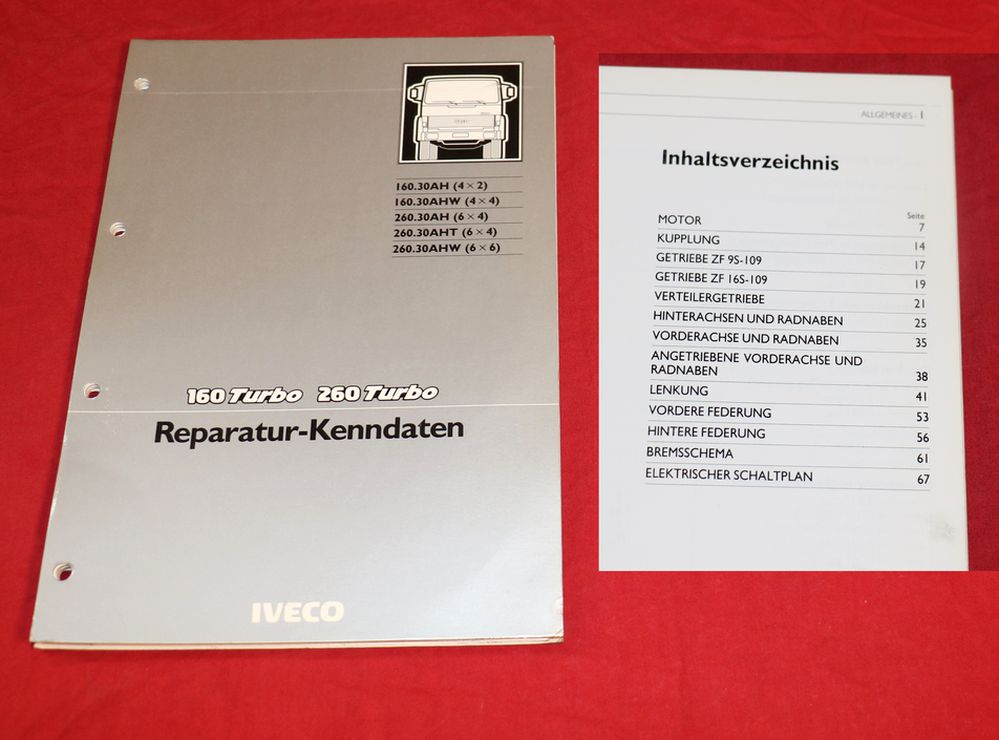 160.30AH (4×2)
160.30AHW (4×4)
260.30AH (6×4)
260.30AHT (6×4)
260.30AHW (6×6)
160 Turbo 260 Turbo
Reparatur-Kenndaten
IVECO
ALLGEMEINES - 1
Inhaltsverzeichnis
Seite
MOTOR 7
KUPPLUNG 14
GETRIEBE ZF 9S-109 17
GETRIEBE ZF 16S-109 19
VERTEILERGETRIEBE 21
HINTERACHSEN UND RADNABEN 25
VORDERACHSE UND RADNABEN 35
ANGETRIEBENE VORDERACHSE UND
RADNABEN 38
LENKUNG 41
VORDERE FEDERUNG 53
HINTERE FEDERUNG 56
BREMSSCHEMA 61
ELEKTRISCHER SCHALTPLAN 67